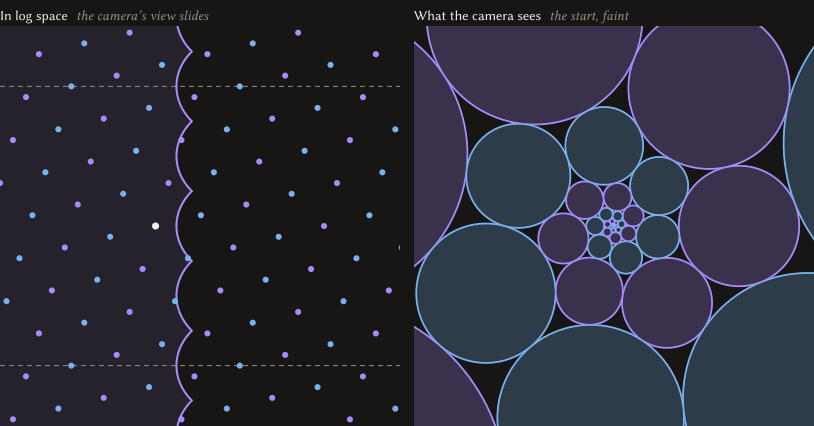 In log space the camera's view slides
What the camera sees the start, faint